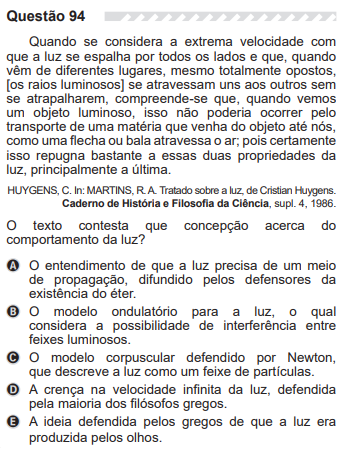 Questão 94
Quando se considera a extrema velocidade com
que a luz se espalha por todos os lados e que, quando
vêm de diferentes lugares, mesmo totalmente opostos,
[os raios luminosos] se atravessam uns aos outros sem
se atrapalharem, compreende-se que, quando vemos
um objeto luminoso, isso não poderia ocorrer pelo
transporte de uma matéria que venha do objeto até nós,
como uma flecha ou bala atravessa o ar; pois certamente
isso repugna bastante a essas duas propriedades da
luz, principalmente a última.
HUYGENS, C. In: MARTINS, R. A. Tratado sobre a luz, de Cristian Huygens.
Caderno de História e Filosofia da Ciência, supl. 4, 1986.
O texto contesta que concepção acerca do
comportamento da luz?
A O entendimento de que a luz precisa de um meio
de propagação, difundido pelos defensores da
existência do éter.
B O modelo ondulatório para a luz, o qual
considera a possibilidade de interferência entre
feixes luminosos.
C O modelo corpuscular defendido por Newton,
que descreve a luz como um feixe de partículas.
D A crença na velocidade infinita da luz, defendida
pela maioria dos filósofos gregos.
E A ideia defendida pelos gregos de que a luz era
produzida pelos olhos.